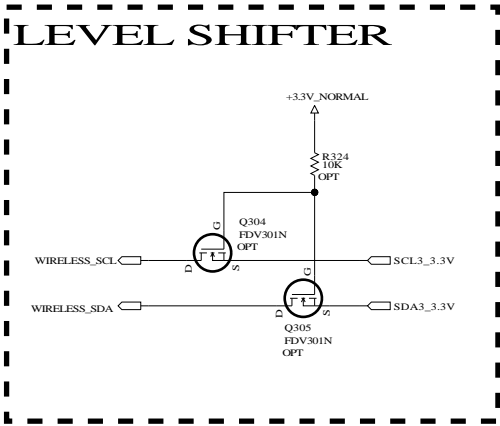 LEVEL SHIFTER
+3.3V_NORMAL
R324
10K
OPT
G
Q304
FDV301N
OPT
WIRELESS_SCL
D
S
SCL3_3.3V
G
WIRELESS_SDA
D
S
SDA3_3.3V
Q305
FDV301N
OPT